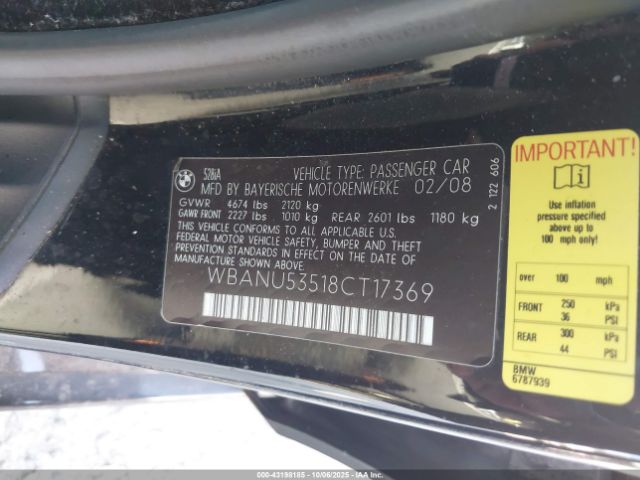 BMW
528iA
VEHICLE TYPE: PASSENGER CAR
MFD BY BAYERISCHE MOTORENWERKE 02/08
GVWR 4674 lbs 2120 kg
GAWR FRONT 2227 lbs 1010 kg REAR 2601 lbs 1180 kg
THIS VEHICLE CONFORMS TO ALL APPLICABLE U.S.
FEDERAL MOTOR VEHICLE SAFETY, BUMPER AND THEFT
PREVENTION STANDARDS IN EFFECT ON THE DATE OF
MANUFACTURE SHOWN ABOVE.
WBANU53518CT17369
2 122 606
IMPORTANT!
i
Use inflation
pressure specified
above at up to
100 mph only!
over 100 mph
FRONT 250 kPa
36 PSI
REAR 300 kPa
44 PSI
BMW
6787939
000-43198185 - 10/06/2025 - IAAI.COM